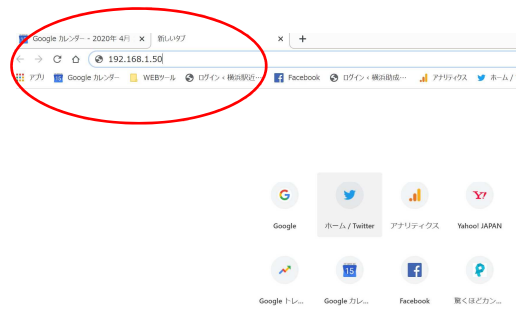 Google カレンダー - 2020年 4月 × 新しいタブ × +
192.168.1.50
アプリ Google カレンダー WEBツール ログイン ‹ 横浜駅近… Facebook ログイン ‹ 横浜助成… アナリティクス ホーム /
G Y!
Google ホーム / Twitter アナリティクス Yahoo! JAPAN
15 f
Google トレ... Google カレ... Facebook 驚くほどカン...